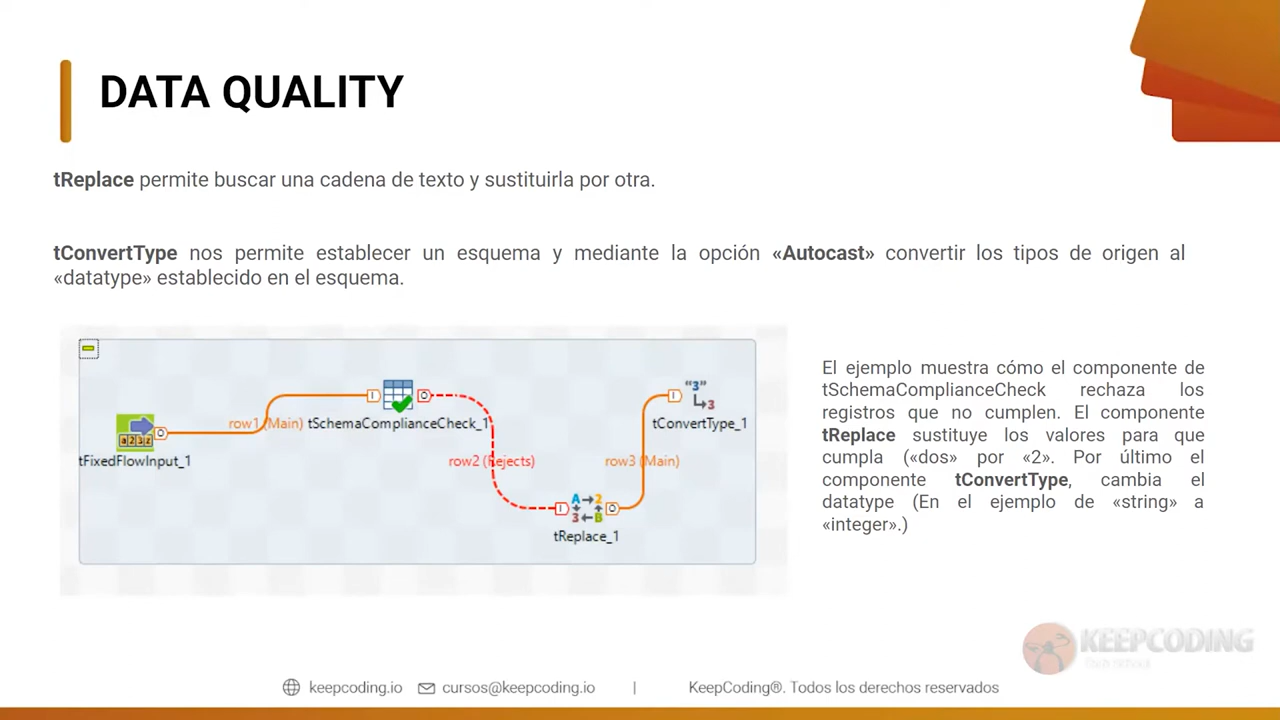 DATA QUALITY
tReplace permite buscar una cadena de texto y sustituirla por otra.
tConvertType nos permite establecer un esquema y mediante la opción «Autocast» convertir los tipos de origen al
«datatype» establecido en el esquema.
El ejemplo muestra cómo el componente de
tSchemaComplianceCheck rechaza los
registros que no cumplen. El componente
tReplace sustituye los valores para que
cumpla («dos» por «2». Por último el
componente tConvertType, cambia el
datatype (En el ejemplo de «string» a
«integer».)
"3"
3
row1 (Main)
tSchemaComplianceCheck_1
tConvertType_1
tFixedFlowInput_1
row2 (Rejects)
row3 (Main)
A 2
3 B
tReplace_1
KEEPCODING
keepcoding.io
cursos@keepcoding.io
|
KeepCoding®. Todos los derechos reservados